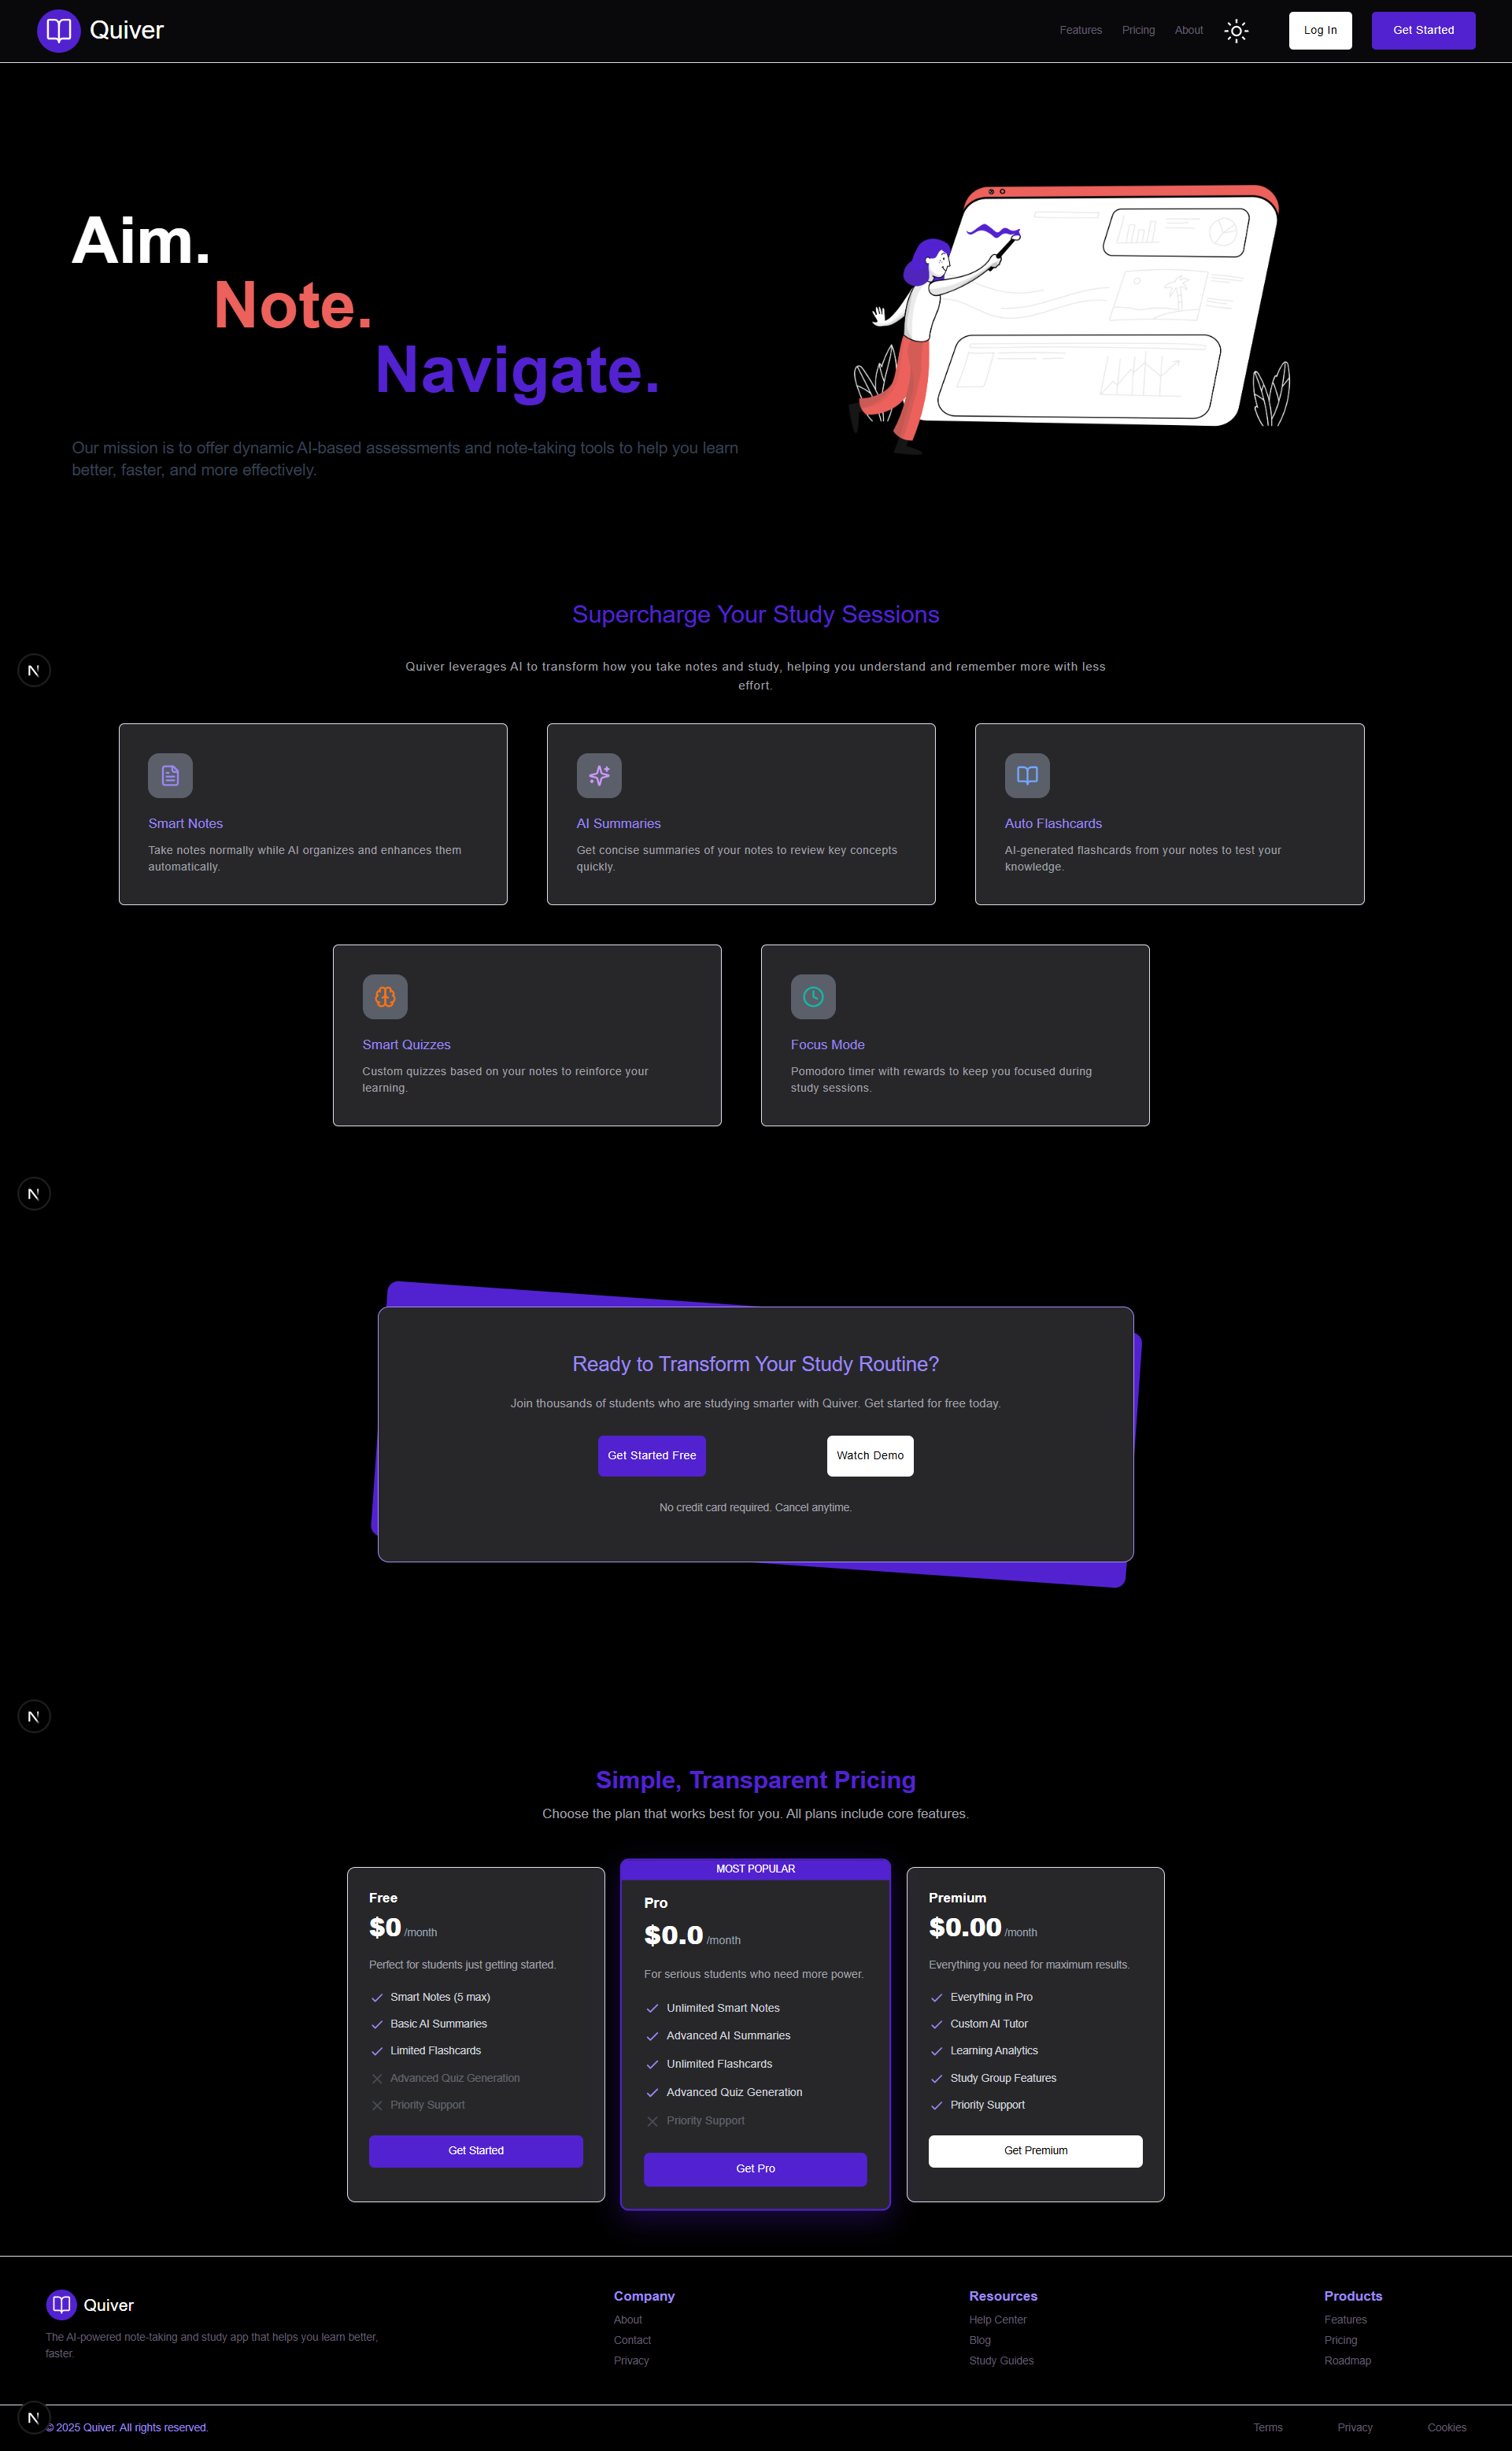 Quiver
Features
Pricing
About
Log In
Get Started
Aim.
Note.
Navigate.
Our mission is to offer dynamic AI-based assessments and note-taking tools to help you learn
better, faster, and more effectively.
Supercharge Your Study Sessions
Quiver leverages AI to transform how you take notes and study, helping you understand and remember more with less
effort.
N
Smart Notes
Take notes normally while AI organizes and enhances them
automatically.
AI Summaries
Get concise summaries of your notes to review key concepts
quickly.
Auto Flashcards
AI-generated flashcards from your notes to test your
knowledge.
Smart Quizzes
Custom quizzes based on your notes to reinforce your
learning.
Focus Mode
Pomodoro timer with rewards to keep you focused during
study sessions.
N
Ready to Transform Your Study Routine?
Join thousands of students who are studying smarter with Quiver. Get started for free today.
Get Started Free
Watch Demo
No credit card required. Cancel anytime.
N
Simple, Transparent Pricing
Choose the plan that works best for you. All plans include core features.
Free
$0 /month
Perfect for students just getting started.
Smart Notes (5 max)
Basic AI Summaries
Limited Flashcards
Advanced Quiz Generation
Priority Support
Get Started
MOST POPULAR
Pro
$0.0 /month
For serious students who need more power.
Unlimited Smart Notes
Advanced AI Summaries
Unlimited Flashcards
Advanced Quiz Generation
Priority Support
Get Pro
Premium
$0.00 /month
Everything you need for maximum results.
Everything in Pro
Custom AI Tutor
Learning Analytics
Study Group Features
Priority Support
Get Premium
Quiver
The AI-powered note-taking and study app that helps you learn better,
faster.
Company
About
Contact
Privacy
Resources
Help Center
Blog
Study Guides
Products
Features
Pricing
Roadmap
N
© 2025 Quiver. All rights reserved.
Terms
Privacy
Cookies